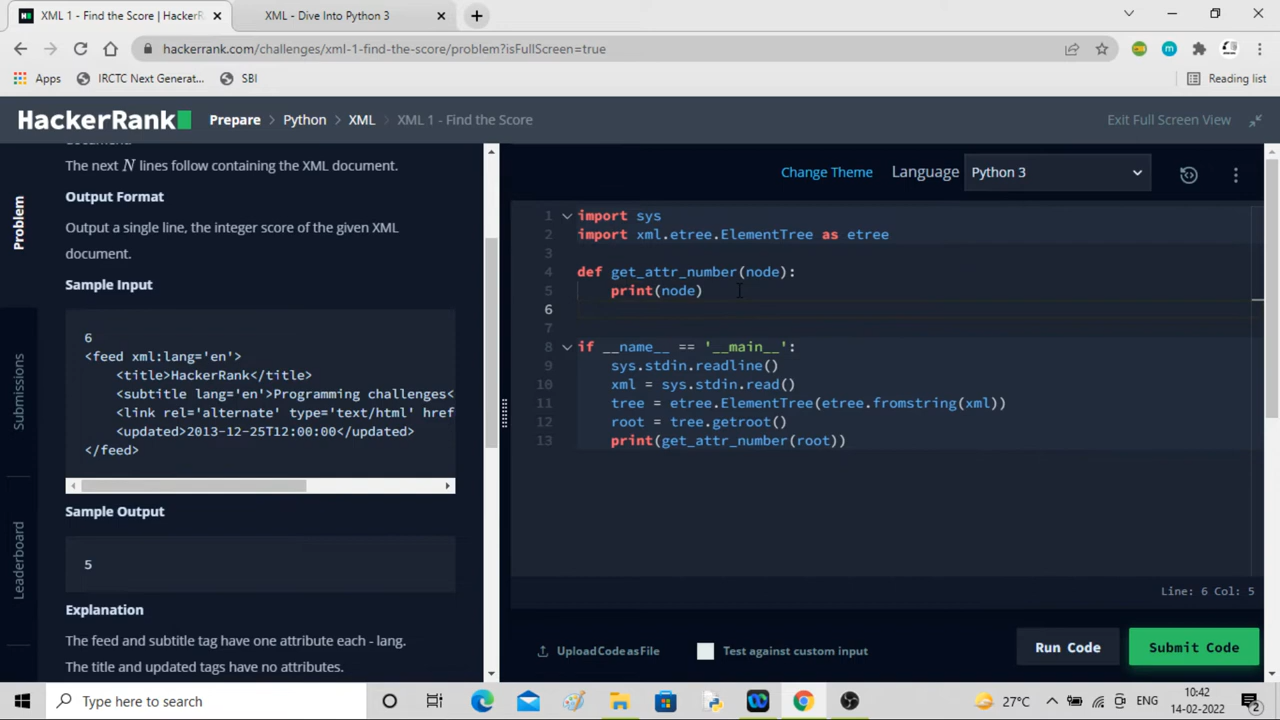 XML 1 - Find the Score | HackerR
XML - Dive Into Python 3
hackerrank.com/challenges/xml-1-find-the-score/problem?isFullScreen=true
Apps
IRCTC Next Generat...
SBI
Reading list
HackerRank
Prepare > Python > XML > XML 1 - Find the Score
Exit Full Screen View
Problem
Submissions
Leaderboard
The next N lines follow containing the XML document.
Output Format
Output a single line, the integer score of the given XML
document.
Sample Input
6
<feed xml:lang='en'>
<title>HackerRank</title>
<subtitle lang='en'>Programming challenges<
<link rel='alternate' type='text/html' href
<updated>2013-12-25T12:00:00</updated>
</feed>
Sample Output
5
Explanation
The feed and subtitle tag have one attribute each - lang.
The title and updated tags have no attributes.
Change Theme
Language
Python 3
1 import sys
2 import xml.etree.ElementTree as etree
3
4 def get_attr_number(node):
5 print(node)
6
7
8 if __name__ == '__main__':
9 sys.stdin.readline()
10 xml = sys.stdin.read()
11 tree = etree.ElementTree(etree.fromstring(xml))
12 root = tree.getroot()
13 print(get_attr_number(root))
Line: 6 Col: 5
Upload Code as File
Test against custom input
Run Code
Submit Code
Type here to search
27°C
ENG
10:42
14-02-2022
2